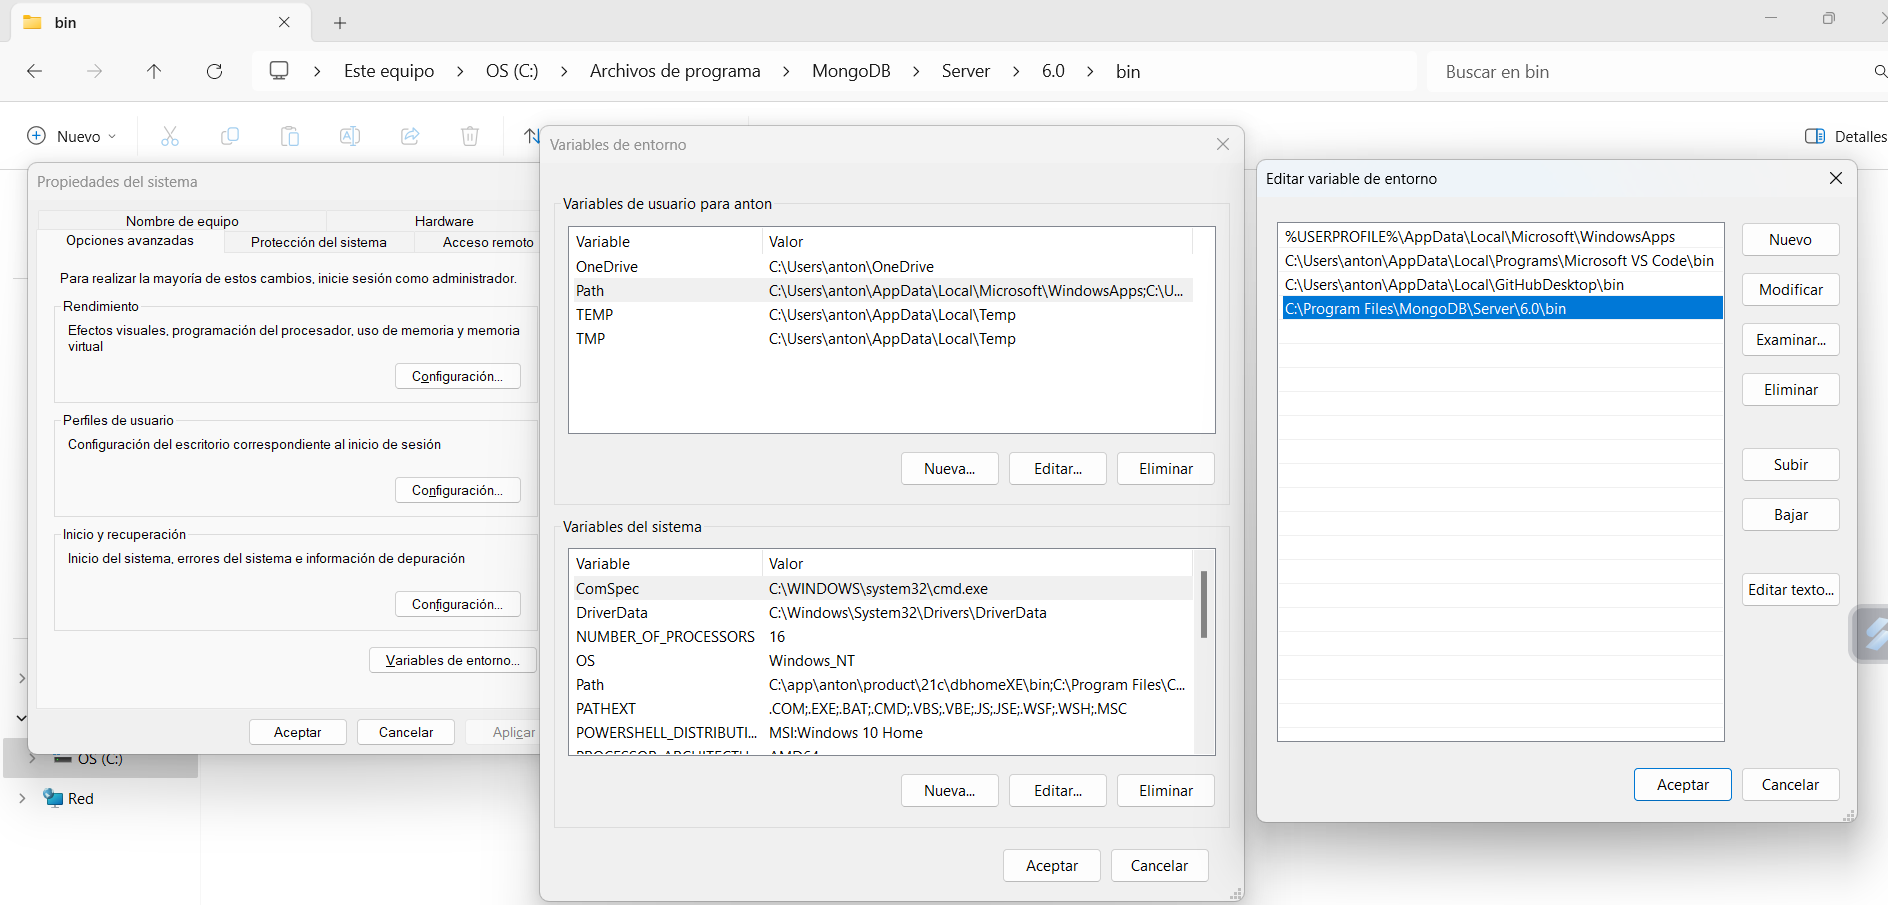 bin
Este equipo > OS (C:) > Archivos de programa > MongoDB > Server > 6.0 > bin
Buscar en bin
Nuevo
Detalles
Propiedades del sistema
Nombre de equipo
Hardware
Opciones avanzadas
Protección del sistema
Acceso remoto
Para realizar la mayoría de estos cambios, inicie sesión como administrador.
Rendimiento
Efectos visuales, programación del procesador, uso de memoria y memoria
virtual
Configuración...
Perfiles de usuario
Configuración del escritorio correspondiente al inicio de sesión
Configuración...
Inicio y recuperación
Inicio del sistema, errores del sistema e información de depuración
Configuración...
Variables de entorno...
Aceptar
Cancelar
Aplicar
OS (C:)
Red
Variables de entorno
Variables de usuario para anton
Variable Valor
OneDrive C:\Users\anton\OneDrive
Path C:\Users\anton\AppData\Local\Microsoft\WindowsApps;C:\U...
TEMP C:\Users\anton\AppData\Local\Temp
TMP C:\Users\anton\AppData\Local\Temp
Nueva...
Editar...
Eliminar
Variables del sistema
Variable Valor
ComSpec C:\WINDOWS\system32\cmd.exe
DriverData C:\Windows\System32\Drivers\DriverData
NUMBER_OF_PROCESSORS 16
OS Windows_NT
Path C:\app\anton\product\21c\dbhomeXE\bin;C:\Program Files\C...
PATHEXT .COM;.EXE;.BAT;.CMD;.VBS;.VBE;.JS;.JSE;.WSF;.WSH;.MSC
POWERSHELL_DISTRIBUTI... MSI:Windows 10 Home
Nueva...
Editar...
Eliminar
Aceptar
Cancelar
Editar variable de entorno
%USERPROFILE%\AppData\Local\Microsoft\WindowsApps
C:\Users\anton\AppData\Local\Programs\Microsoft VS Code\bin
C:\Users\anton\AppData\Local\GitHubDesktop\bin
C:\Program Files\MongoDB\Server\6.0\bin
Nuevo
Modificar
Examinar...
Eliminar
Subir
Bajar
Editar texto...
Aceptar
Cancelar